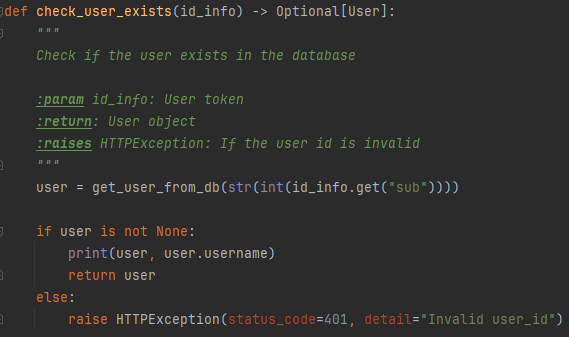 def check_user_exists(id_info) -> Optional[User]:
    """
    Check if the user exists in the database
    :param id_info: User token
    :return: User object
    :raises HTTPException: If the user id is invalid
    """
    user = get_user_from_db(str(int(id_info.get("sub"))))
    if user is not None:
        print(user, user.username)
        return user
    else:
        raise HTTPException(status_code=401, detail="Invalid user_id")